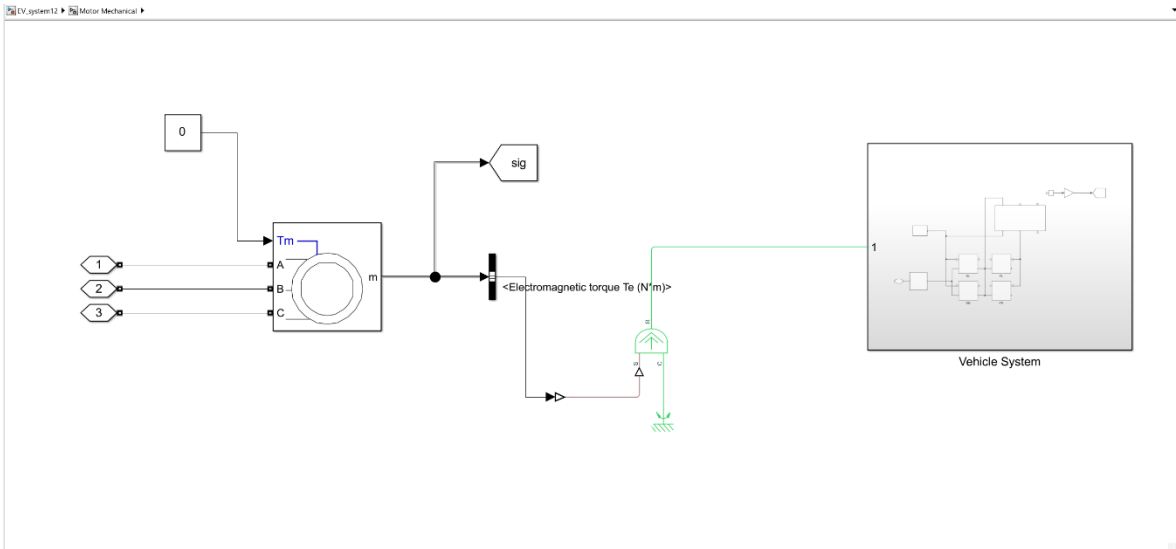 EV_system12 ▶ Motor Mechanical ▶
0
sig
Tm
1
A
m
2
B
3
C
<Electromagnetic torque Te (N*m)>
1
R
S
C
Vehicle System